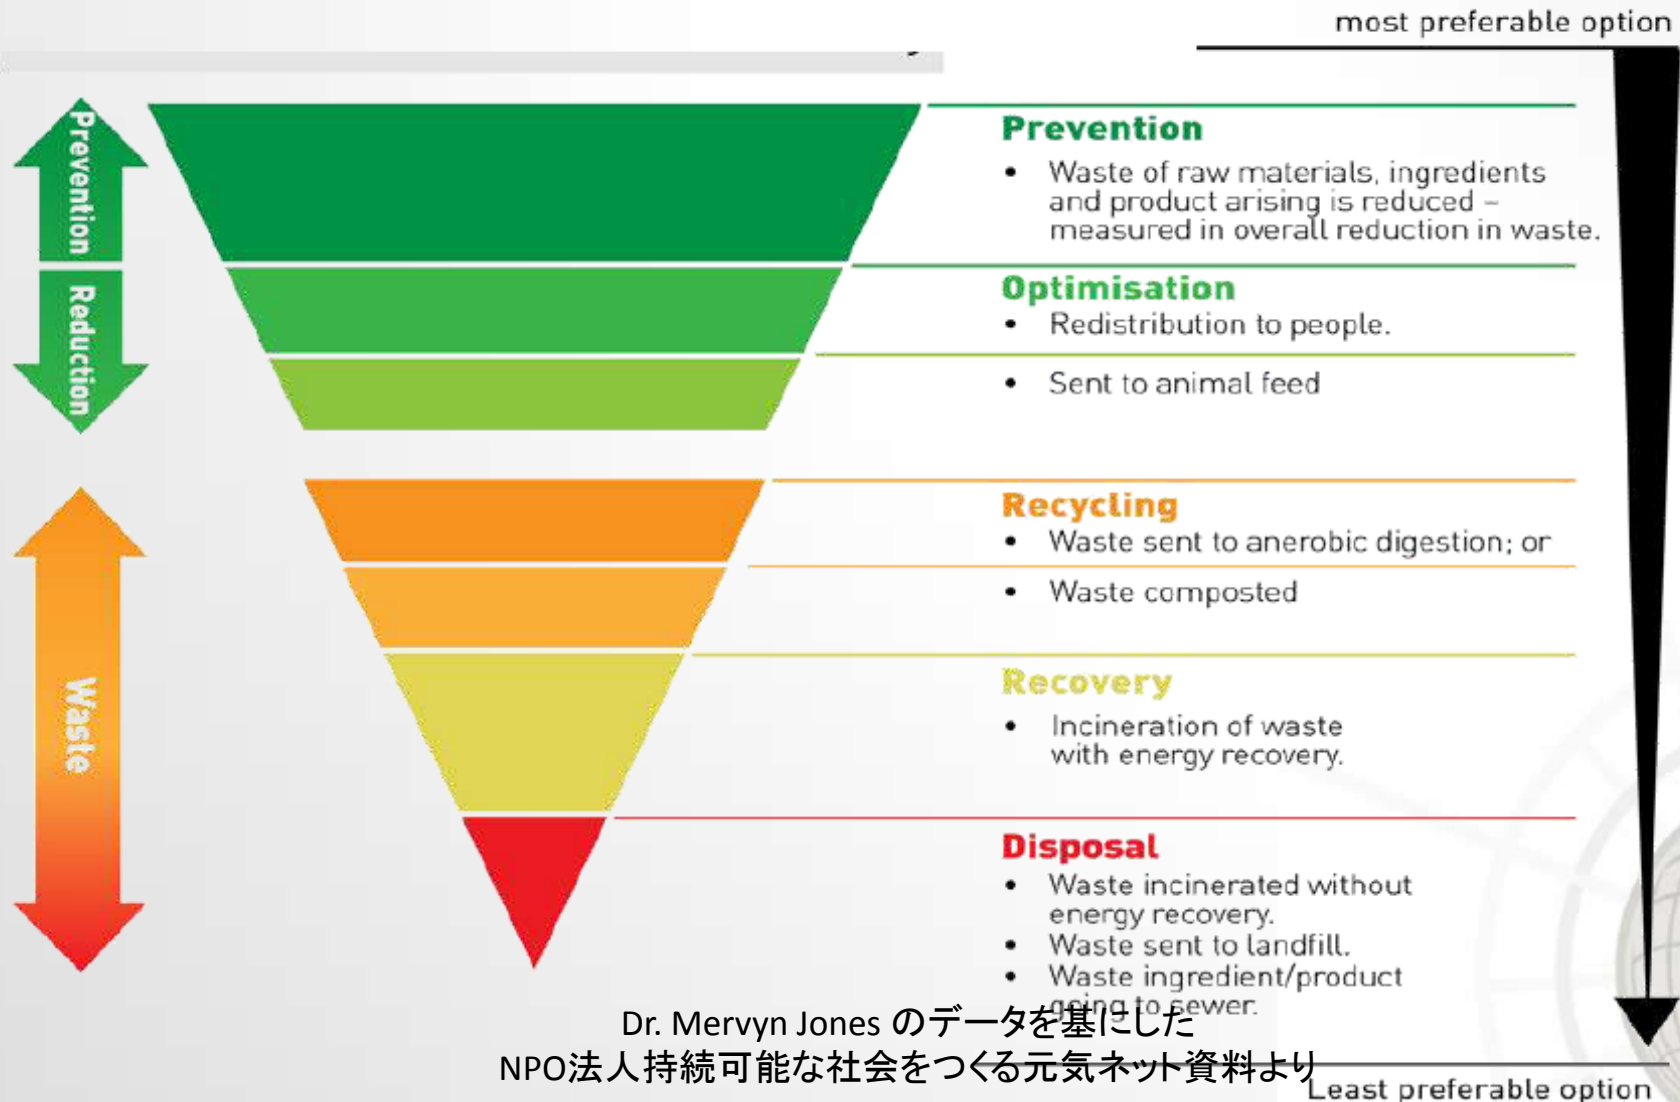 most preferable option
Prevention
Reduction
Waste
Prevention
• Waste of raw materials, ingredients
and product arising is reduced –
measured in overall reduction in waste.
Optimisation
• Redistribution to people.
• Sent to animal feed
Recycling
• Waste sent to anerobic digestion; or
• Waste composted
Recovery
• Incineration of waste
with energy recovery.
Disposal
• Waste incinerated without
energy recovery.
• Waste sent to landfill.
• Waste ingredient/product
going to sewer.
Dr. Mervyn Jones のデータを基にした
NPO法人持続可能な社会をつくる元気ネット資料より
Least preferable option